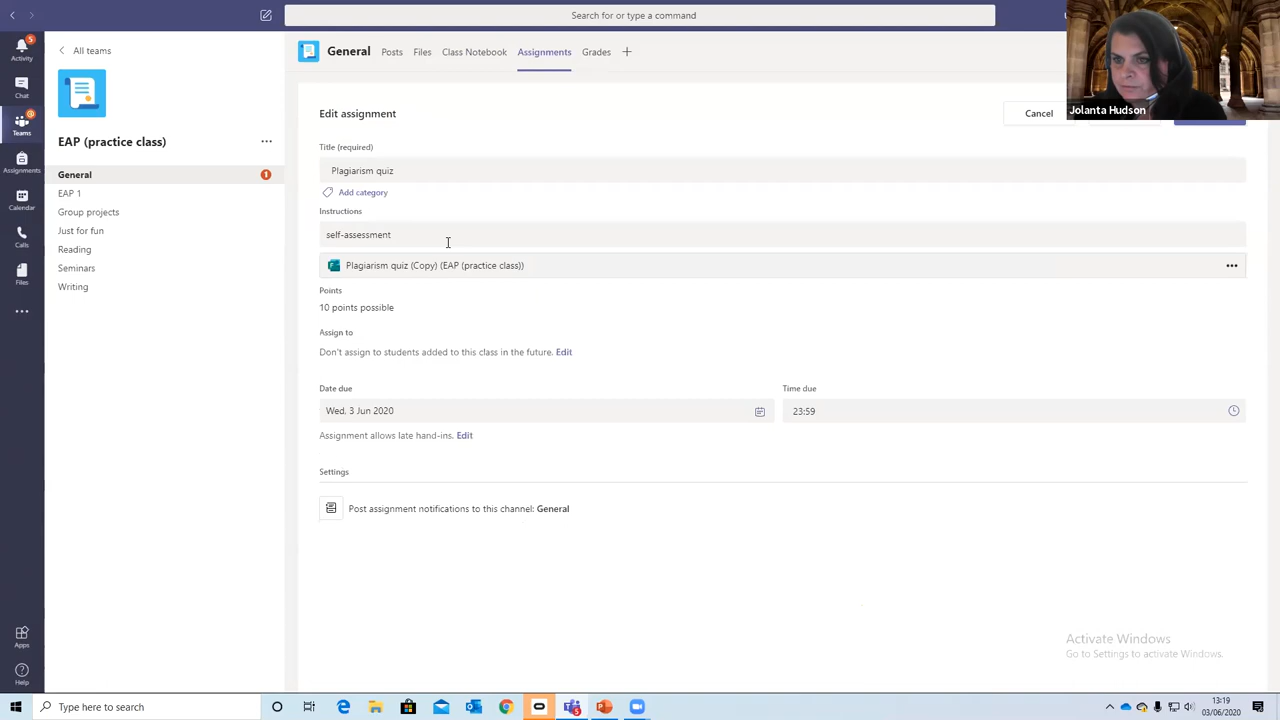 Search for or type a command
5
Activity
Chat
Teams
Assignments
Calendar
Calls
Files
Apps
Help
All teams
EAP (practice class)
General
1
EAP 1
Group projects
Just for fun
Reading
Seminars
Writing
General
Posts
Files
Class Notebook
Assignments
Grades
Jolanta Hudson
Edit assignment
Cancel
Title (required)
Plagiarism quiz
Add category
Instructions
self-assessment
Plagiarism quiz (Copy) (EAP (practice class))
Points
10 points possible
Assign to
Don't assign to students added to this class in the future. Edit
Date due
Time due
Wed, 3 Jun 2020
23:59
Assignment allows late hand-ins. Edit
Settings
Post assignment notifications to this channel: General
Activate Windows
Go to Settings to activate Windows.
Type here to search
13:19
03/06/2020